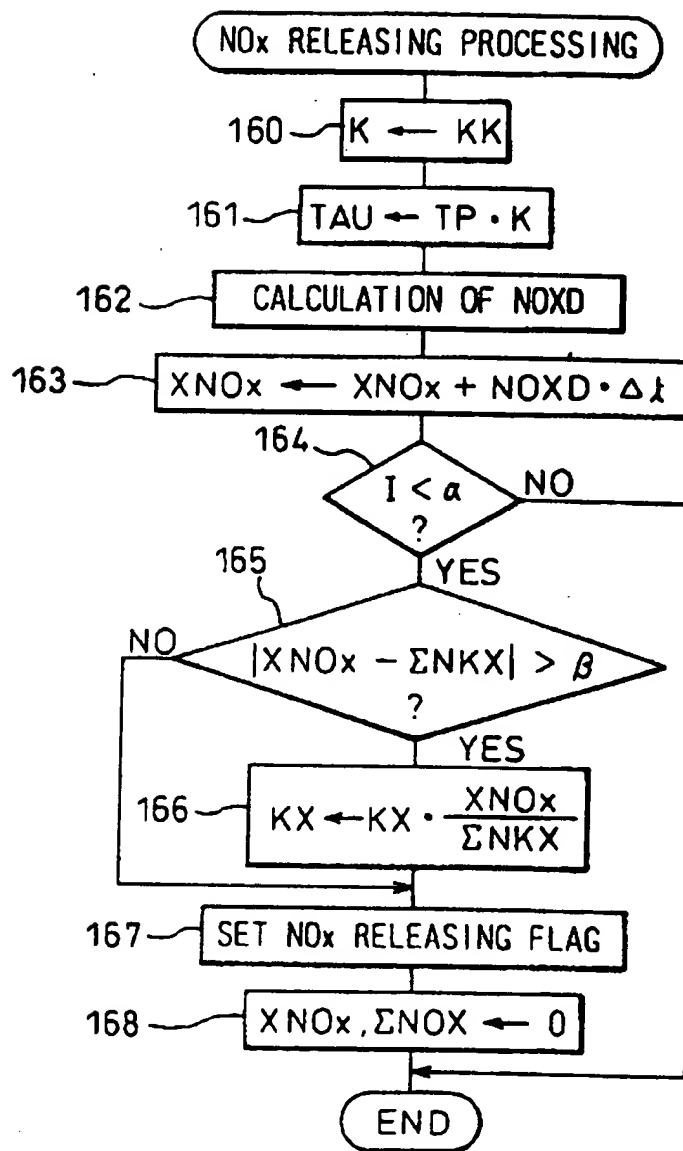 NOx RELEASING PROCESSING
160
K ← KK
161
TAU ← TP · K
162
CALCULATION OF NOXD
163
XNOx ← XNOx + NOXD · Δt
164
I < α
?
NO
YES
165
NO
|XNOx - ΣNKX| > β
?
YES
166
KX ← KX · XNOx
ΣNKX
167
SET NOx RELEASING FLAG
168
XNOx, ΣNOX ← 0
END